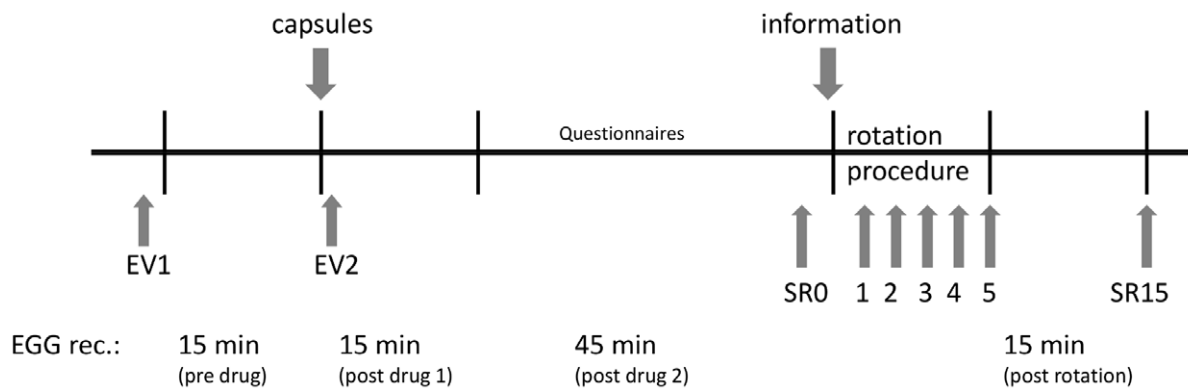 capsules information
Questionnaires rotation
procedure
EV1 EV2
SR0 1 2 3 4 5 SR15
EGG rec.: 15 min 15 min 45 min 15 min
(pre drug) (post drug 1) (post drug 2) (post rotation)